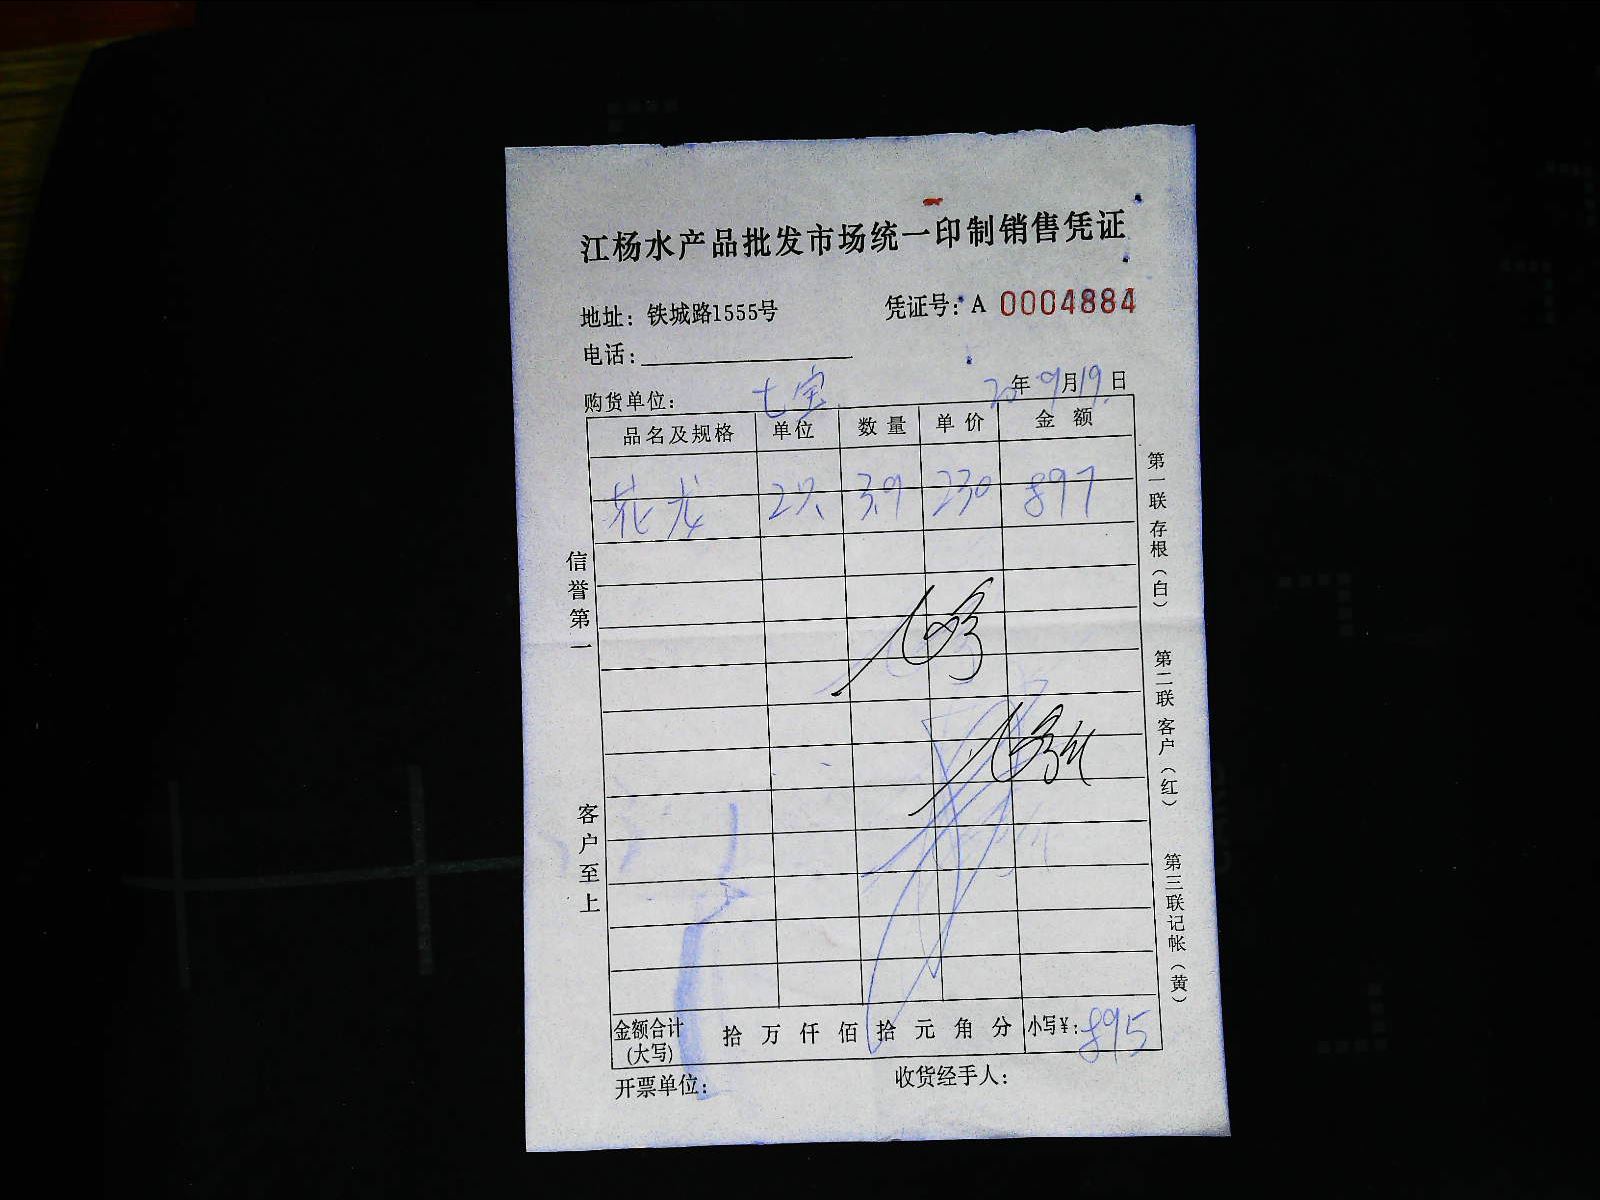 江杨水产品批发市场统一印制销售凭证
地址：铁城路1555号 凭证号：A 0004884
电话：
购货单位：七宝 20年9月19日
品名及规格 单位 数量 单价 金额
花龙 2只 3.9 230 897
信誉第一
客户至上
第一联存根（白）
第二联客户（红）
第三联记帐（黄）
金额合计(大写) 拾万仟佰拾元角分 小写¥：895
开票单位： 收货经手人：